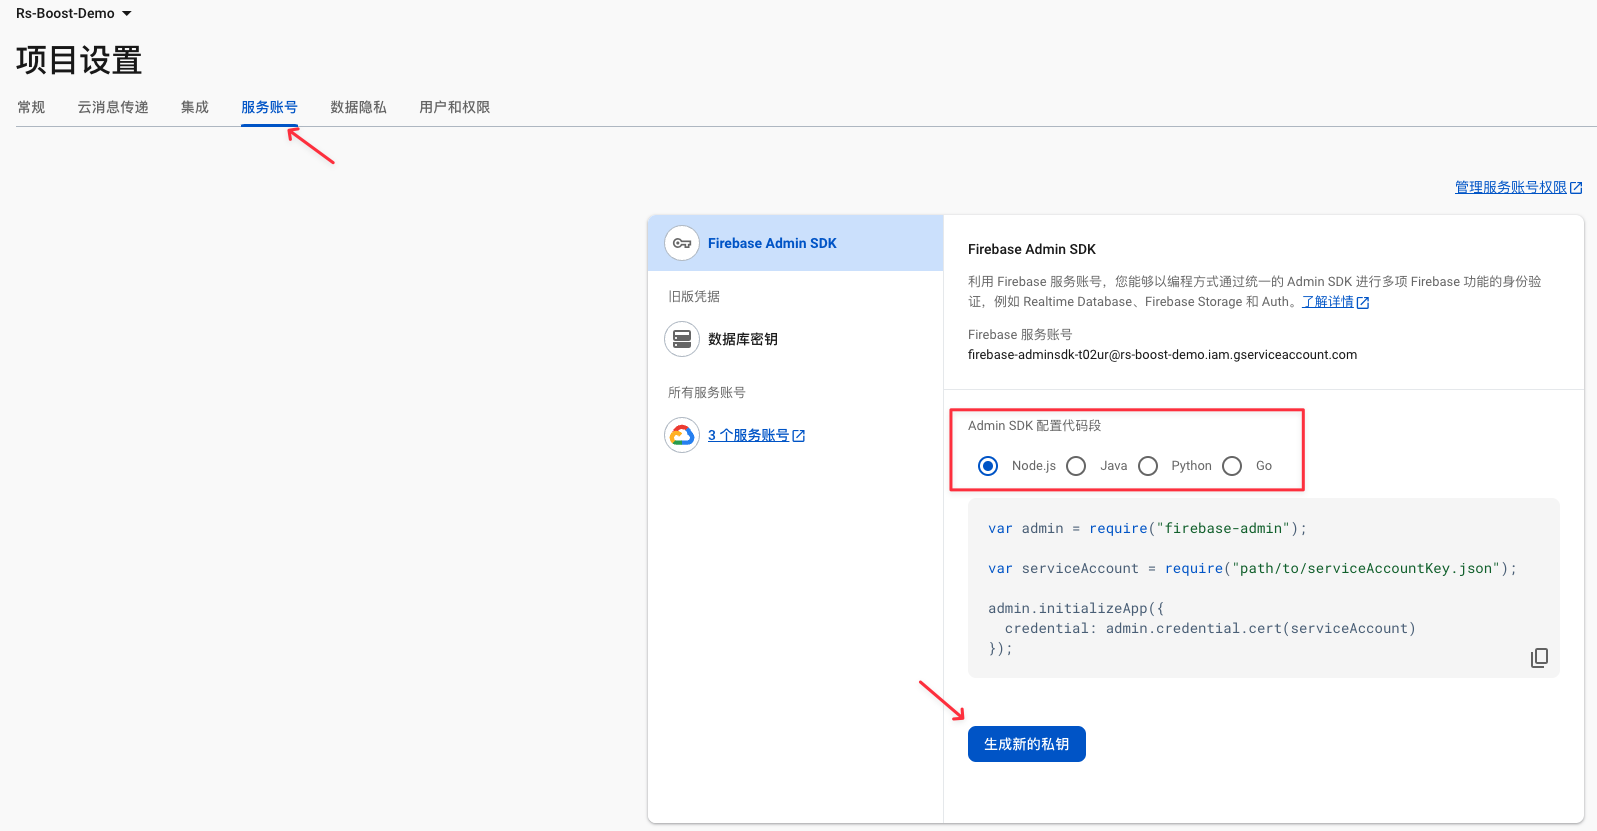 Rs-Boost-Demo
项目设置
常规 云消息传递 集成 服务账号 数据隐私 用户和权限
管理服务账号权限
Firebase Admin SDK
旧版凭据
数据库密钥
所有服务账号
3 个服务账号
Firebase Admin SDK
利用 Firebase 服务账号，您能够以编程方式通过统一的 Admin SDK 进行多项 Firebase 功能的身份验
证，例如 Realtime Database、Firebase Storage 和 Auth。了解详情
Firebase 服务账号
firebase-adminsdk-t02ur@rs-boost-demo.iam.gserviceaccount.com
Admin SDK 配置代码段
Node.js Java Python Go
var admin = require("firebase-admin");
var serviceAccount = require("path/to/serviceAccountKey.json");
admin.initializeApp({
  credential: admin.credential.cert(serviceAccount)
});
生成新的私钥